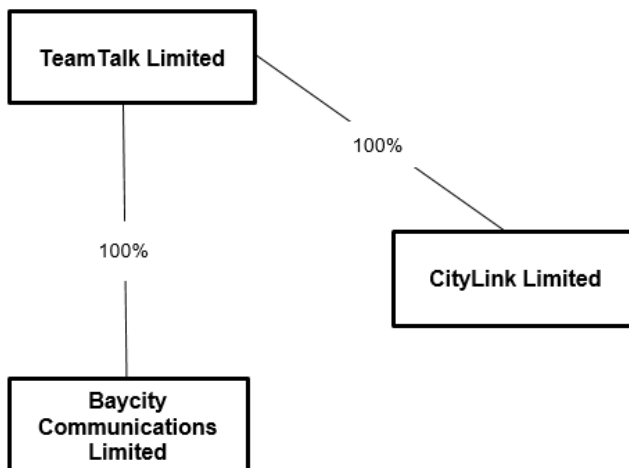 TeamTalk Limited
100%
100%
CityLink Limited
Baycity
Communications
Limited